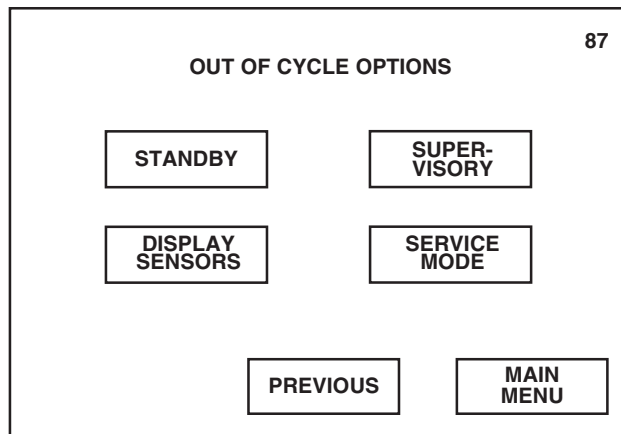 87
OUT OF CYCLE OPTIONS
STANDBY
SUPER-
VISORY
DISPLAY
SENSORS
SERVICE
MODE
PREVIOUS
MAIN
MENU